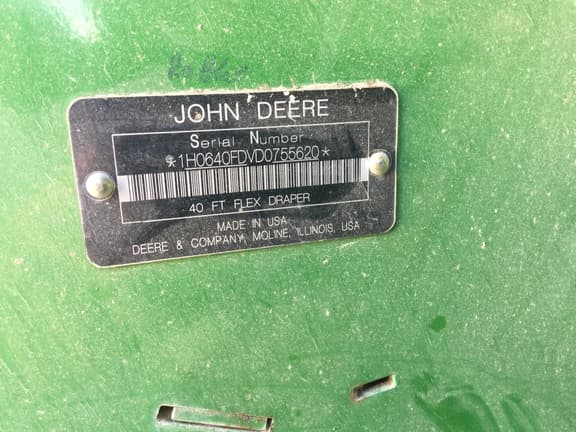 JOHN DEERE
Serial Number
*1H0640FDVD0755620*
40 FT FLEX DRAPER
MADE IN USA
DEERE & COMPANY, MOLINE, ILLINOIS, USA